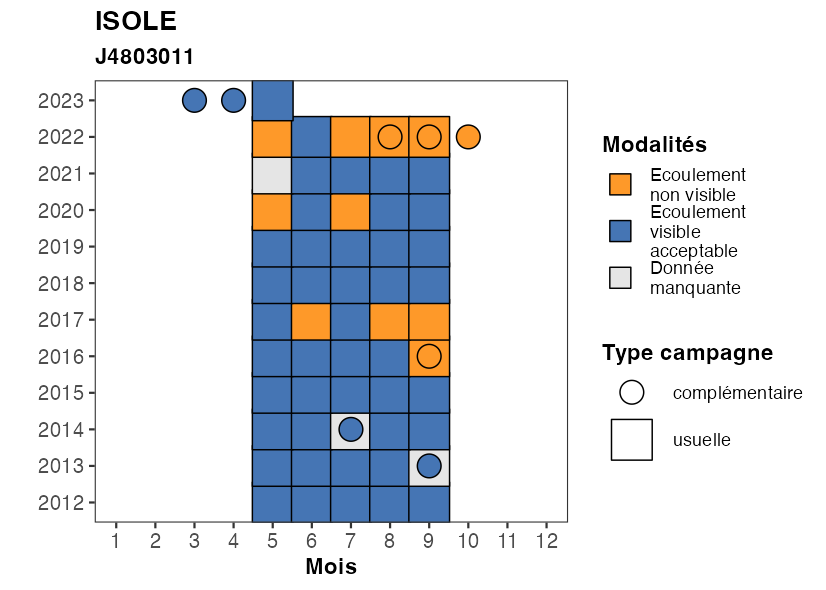 ISOLE
J4803011
2023
2022
2021
2020
2019
2018
2017
2016
2015
2014
2013
2012
1 2 3 4 5 6 7 8 9 10 11 12
Mois
Modalités
Ecoulement
non visible
Ecoulement
visible
acceptable
Donnée
manquante
Type campagne
complémentaire
usuelle